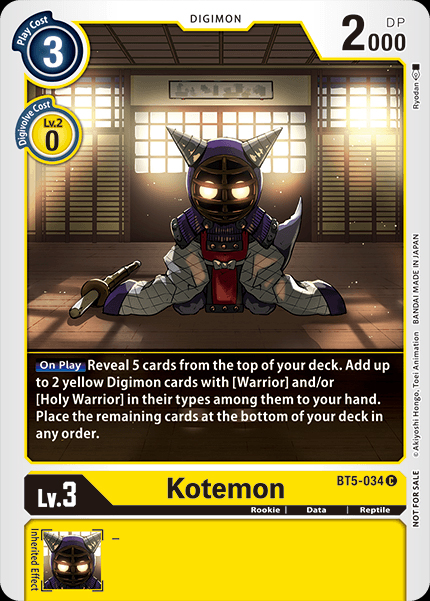 Play Cost
3
DIGIMON
DP
2000
Digivolve Cost
Lv.2
0
Ryodan
On Play Reveal 5 cards from the top of your deck. Add up
to 2 yellow Digimon cards with [Warrior] and/or
[Holy Warrior] in their types among them to your hand.
Place the remaining cards at the bottom of your deck in
any order.
©Akiyoshi Hongo, Toei Animation BANDAI MADE IN JAPAN
NOT FOR SALE
Lv.3
Kotemon
BT5-034 C
Rookie | Data | Reptile
Inherited Effect
–